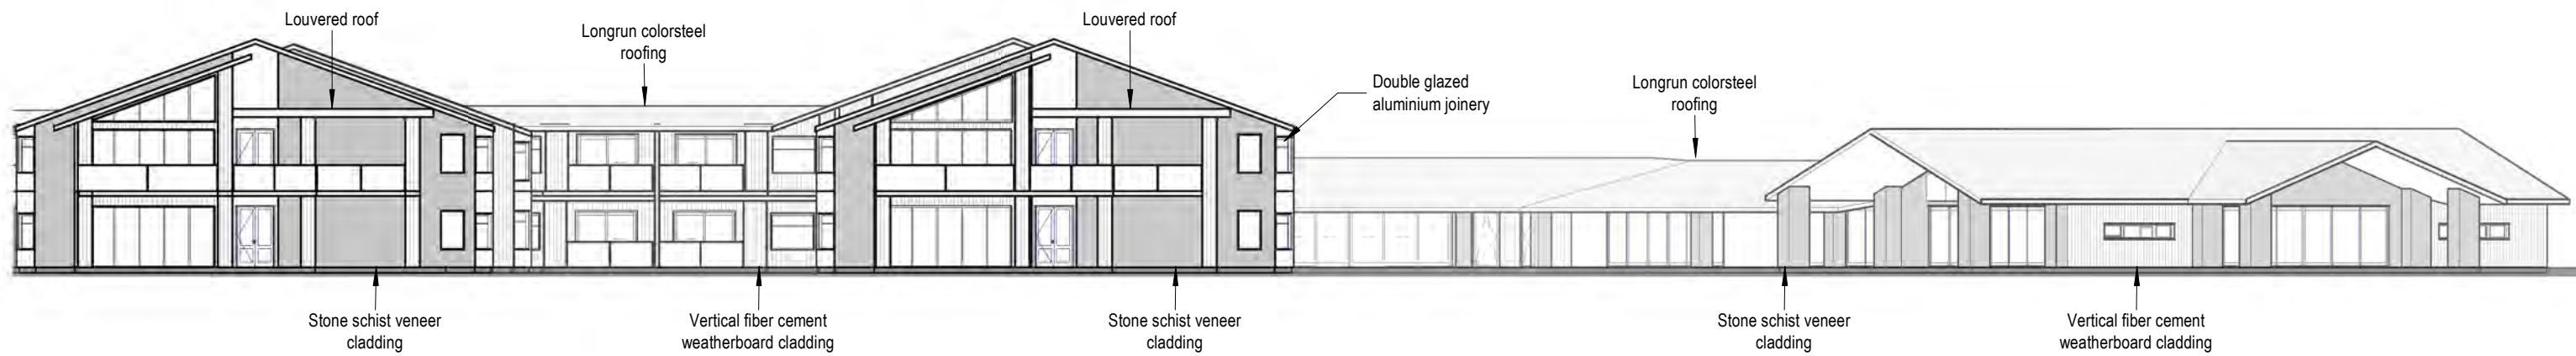 Louvered roof
Longrun colorsteel
roofing
Louvered roof
Double glazed
aluminium joinery
Longrun colorsteel
roofing
Stone schist veneer
cladding
Vertical fiber cement
weatherboard cladding
Stone schist veneer
cladding
Stone schist veneer
cladding
Vertical fiber cement
weatherboard cladding